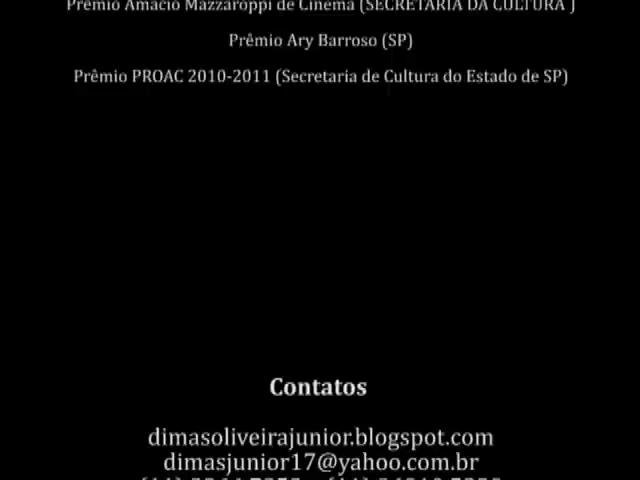 Prêmio Amácio Mazzaroppi de Cinema (SECRETARIA DA CULTURA )
Prêmio Ary Barroso (SP)
Prêmio PROAC 2010-2011 (Secretaria de Cultura do Estado de SP)
Contatos
dimasoliveirajunior.blogspot.com
dimasjunior17@yahoo.com.br